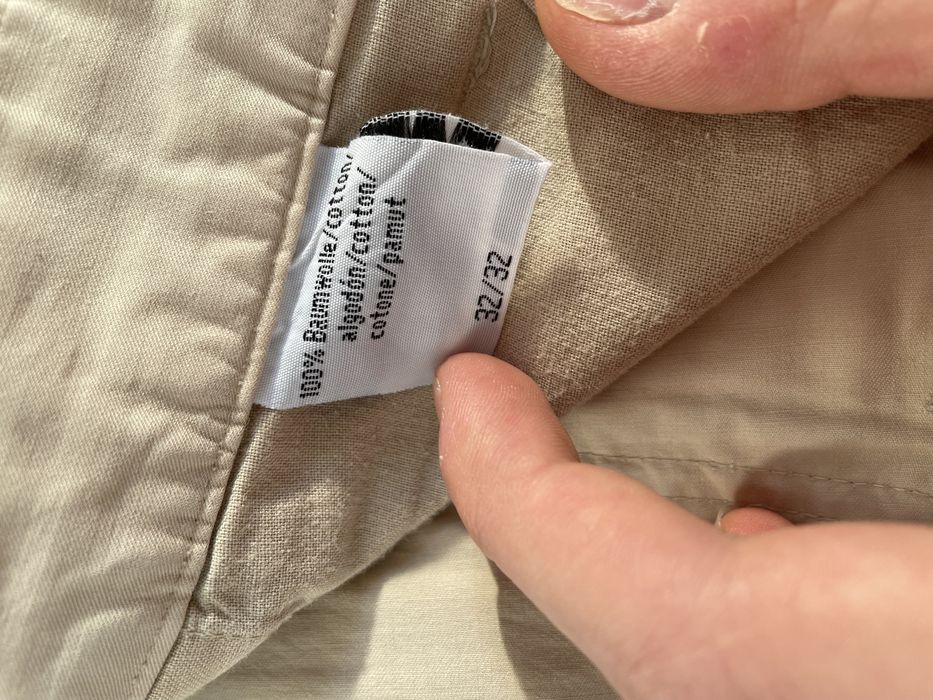 100% Baumwolle/cotton/
algodón/cotton/
cotone/pamut
32/32